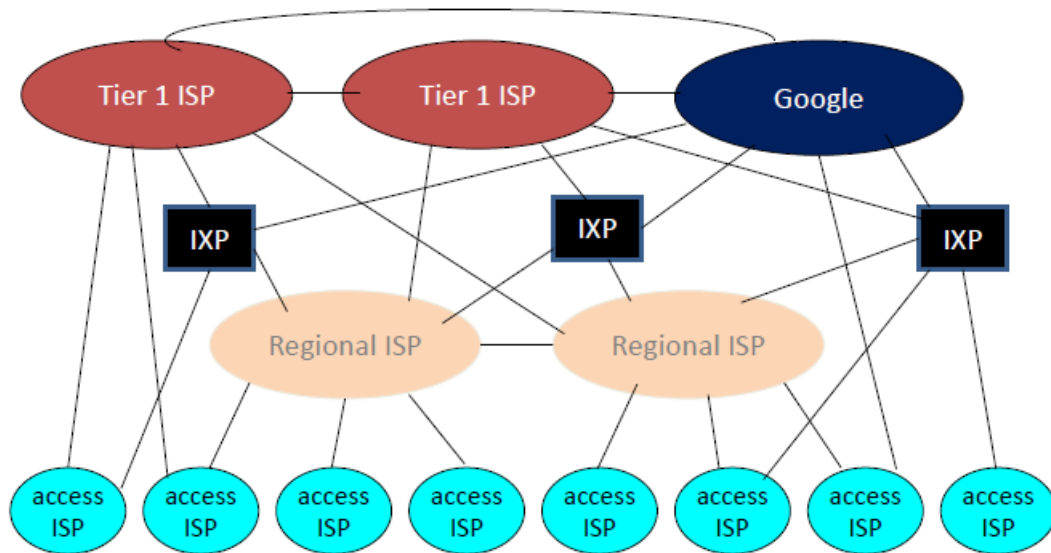 Tier 1 ISP
Tier 1 ISP
Google
IXP
IXP
IXP
Regional ISP
Regional ISP
access
ISP
access
ISP
access
ISP
access
ISP
access
ISP
access
ISP
access
ISP
access
ISP